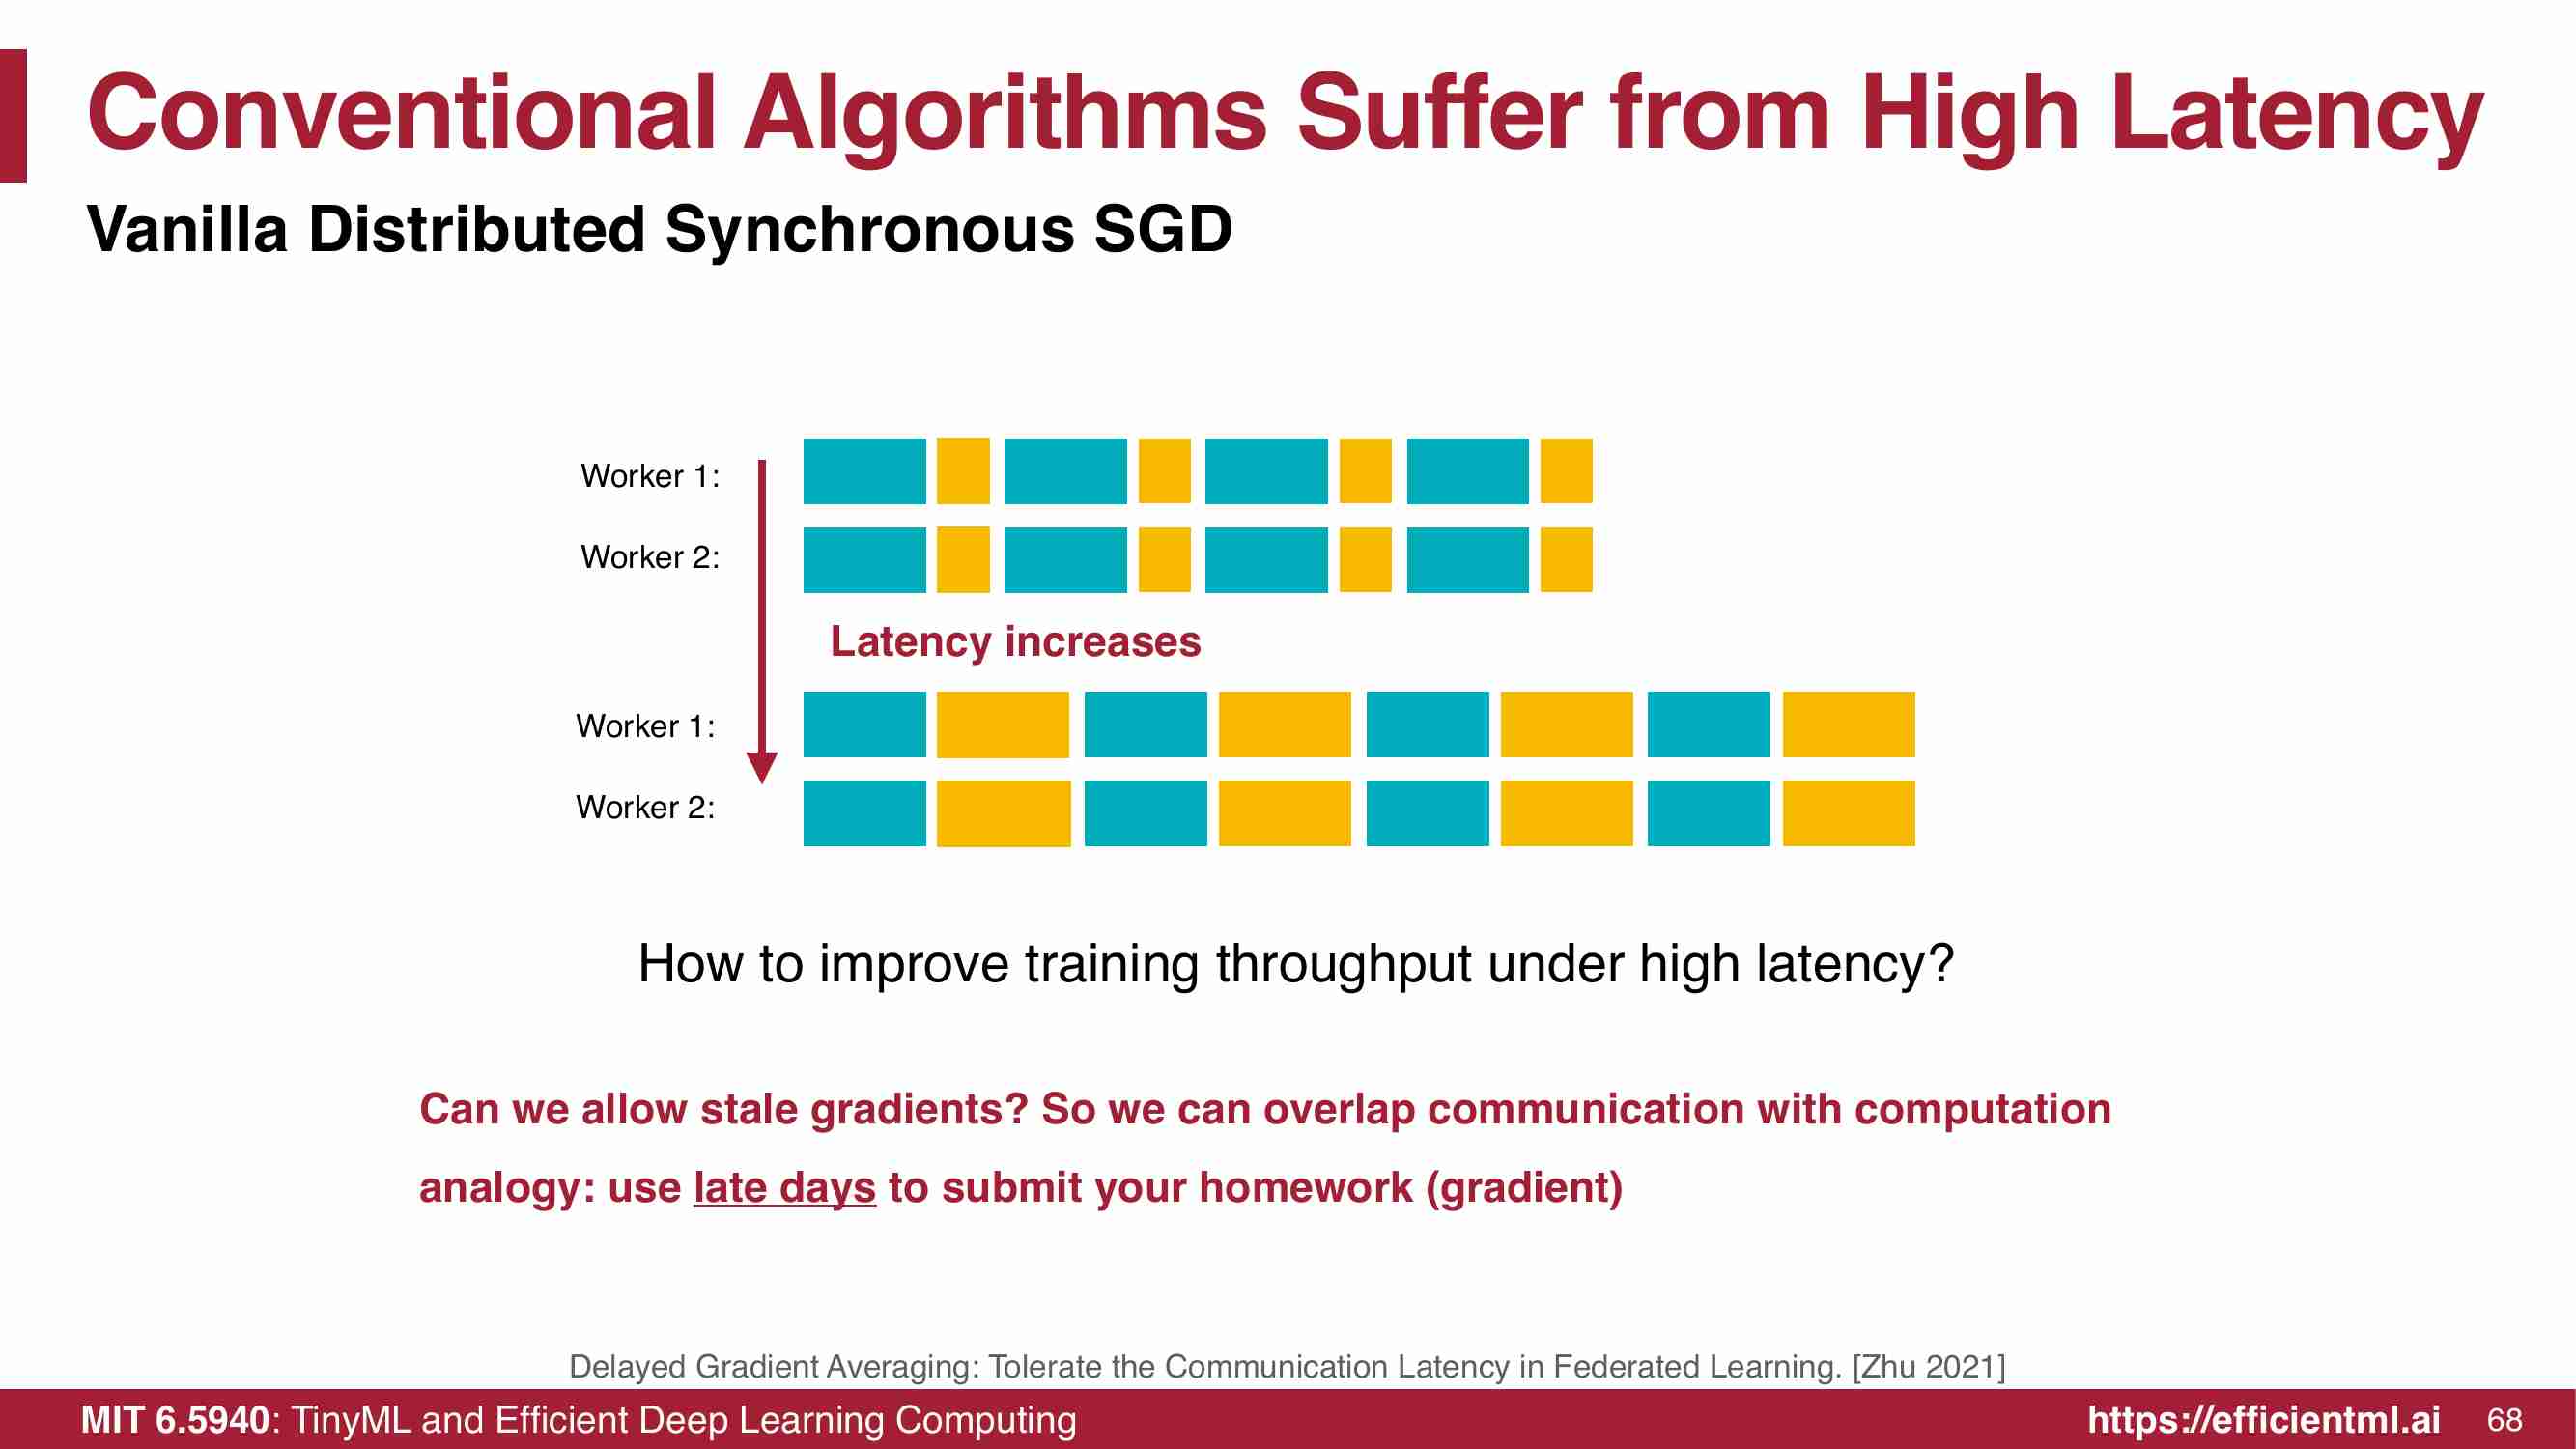 Conventional Algorithms Suffer from High Latency
Vanilla Distributed Synchronous SGD
Worker 1:
Worker 2:
Latency increases
Worker 1:
Worker 2:
How to improve training throughput under high latency?
Can we allow stale gradients? So we can overlap communication with computation
analogy: use late days to submit your homework (gradient)
Delayed Gradient Averaging: Tolerate the Communication Latency in Federated Learning. [Zhu 2021]
MIT 6.5940: TinyML and Efficient Deep Learning Computing
https://efficientml.ai
68